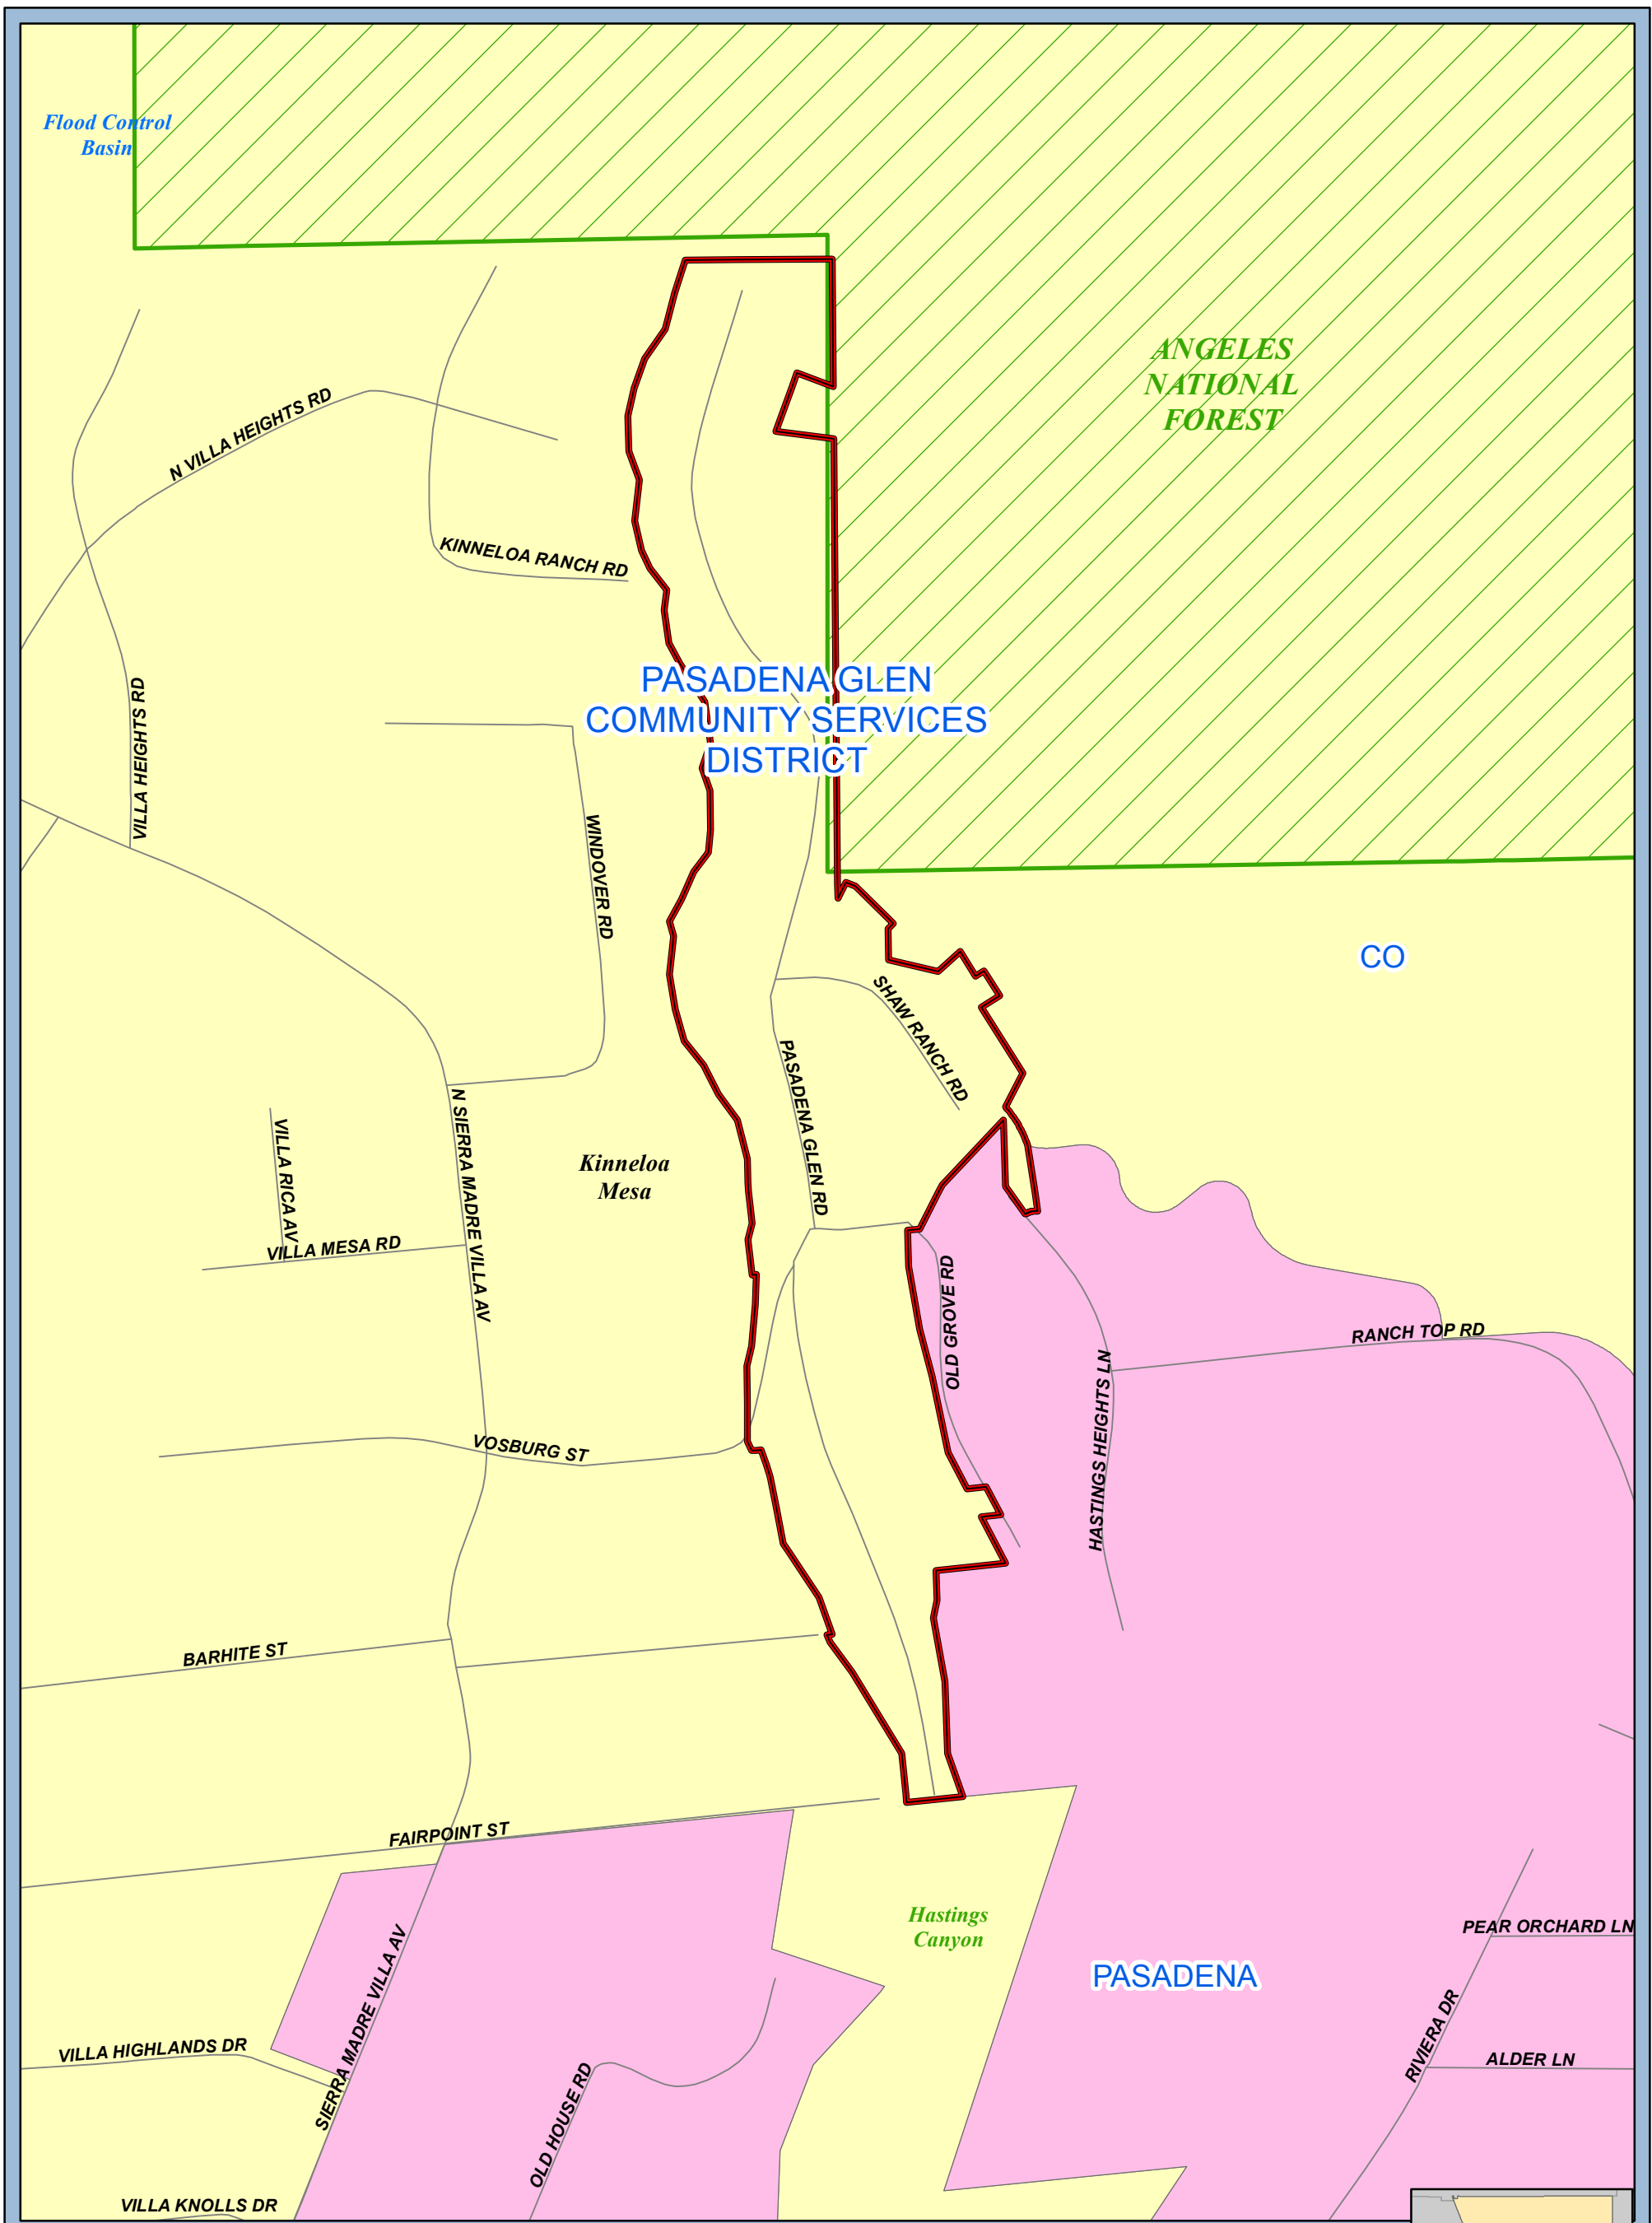 Flood Control
Basin
ANGELES
NATIONAL
FOREST
N VILLA HEIGHTS RD
KINNELOA RANCH RD
PASADENA GLEN
COMMUNITY SERVICES
DISTRICT
VILLA HEIGHTS RD
WINDOVER RD
CO
SHAW RANCH RD
PASADENA GLEN RD
N SIERRA MADRE VILLA AV
VILLA RICA AV
Kinneloa
Mesa
VILLA MESA RD
OLD GROVE RD
RANCH TOP RD
HASTINGS HEIGHTS LN
VOSBURG ST
BARHITE ST
FAIRPOINT ST
Hastings
Canyon
PEAR ORCHARD LN
PASADENA
SIERRA MADRE VILLA AV
RIVIERA DR
VILLA HIGHLANDS DR
ALDER LN
OLD HOUSE RD
VILLA KNOLLS DR